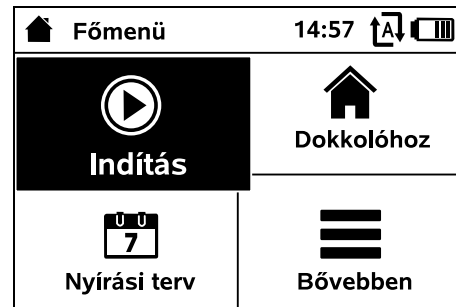 Főmenü 14:57 A
Indítás
Dokkolóhoz
7
Nyírási terv
Bővebben